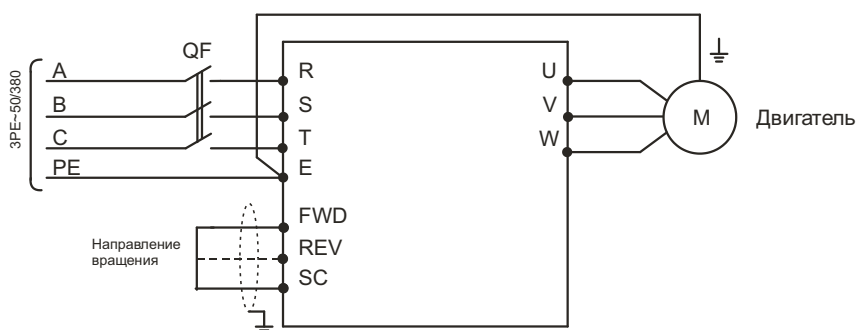 QF
3PE~50/380
A
B
C
PE
R
S
T
E
FWD
REV
SC
U
V
W
M
Двигатель
Направление
вращения